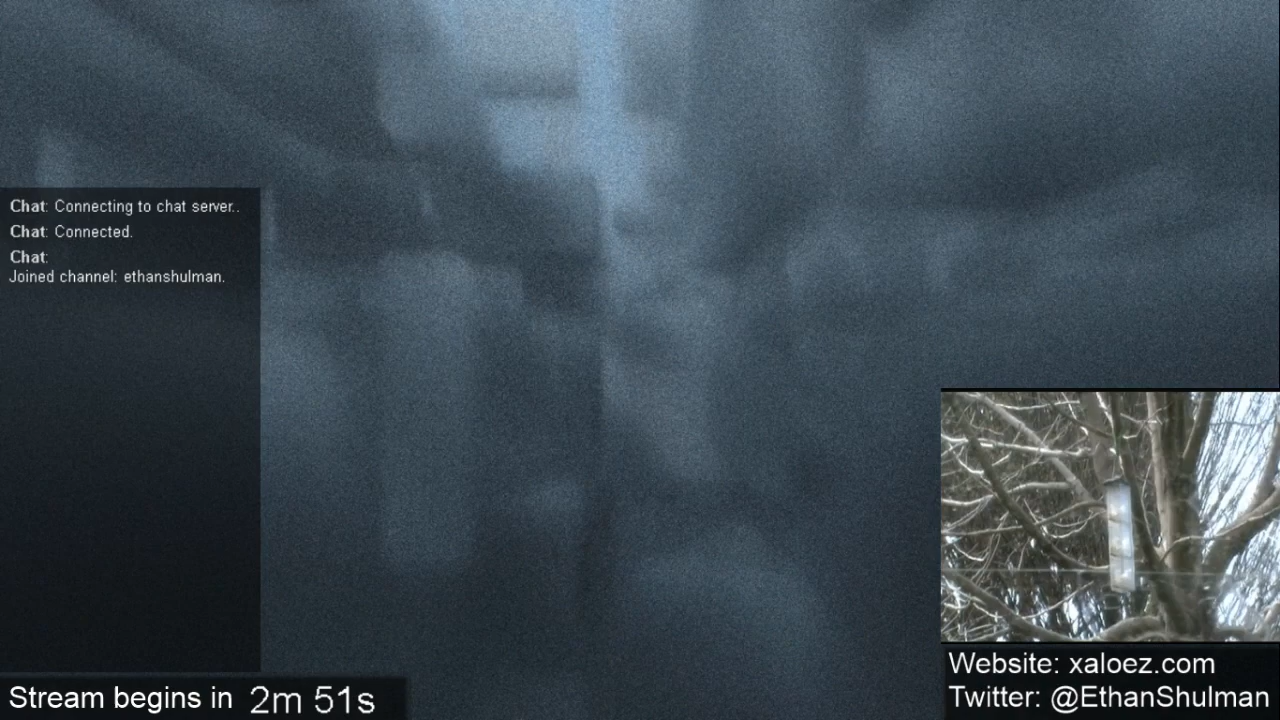 Chat: Connecting to chat server..
Chat: Connected.
Chat:
Joined channel: ethanshulman.
Stream begins in 2m 51s
Website: xaloez.com
Twitter: @EthanShulman